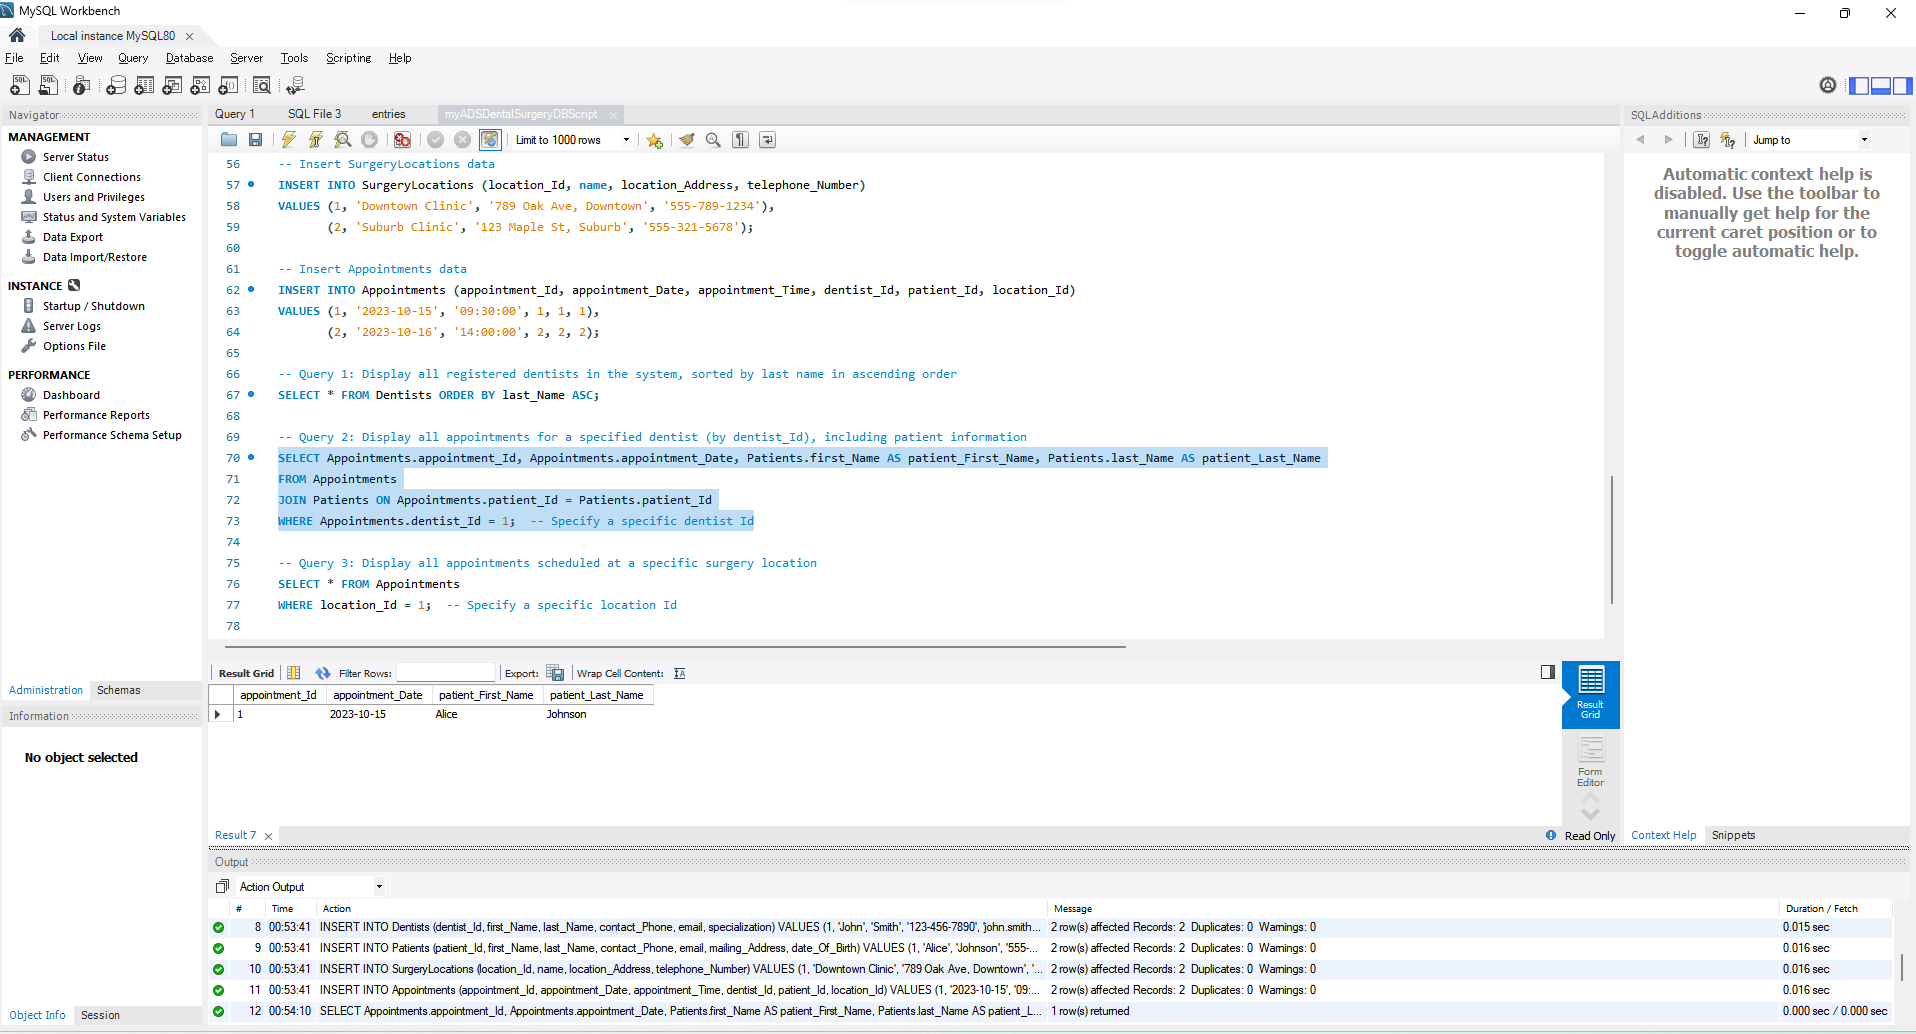 MySQL Workbench
Local instance MySQL80
File Edit View Query Database Server Tools Scripting Help
Navigator
MANAGEMENT
Server Status
Client Connections
Users and Privileges
Status and System Variables
Data Export
Data Import/Restore
INSTANCE
Startup / Shutdown
Server Logs
Options File
PERFORMANCE
Dashboard
Performance Reports
Performance Schema Setup
Administration Schemas
Information
No object selected
Object Info Session
Query 1 SQL File 3 entries myADSDentalSurgeryDBScript
Limit to 1000 rows
56 -- Insert SurgeryLocations data
57 INSERT INTO SurgeryLocations (location_Id, name, location_Address, telephone_Number)
58 VALUES (1, 'Downtown Clinic', '789 Oak Ave, Downtown', '555-789-1234'),
59 (2, 'Suburb Clinic', '123 Maple St, Suburb', '555-321-5678');
60
61 -- Insert Appointments data
62 INSERT INTO Appointments (appointment_Id, appointment_Date, appointment_Time, dentist_Id, patient_Id, location_Id)
63 VALUES (1, '2023-10-15', '09:30:00', 1, 1, 1),
64 (2, '2023-10-16', '14:00:00', 2, 2, 2);
65
66 -- Query 1: Display all registered dentists in the system, sorted by last name in ascending order
67 SELECT * FROM Dentists ORDER BY last_Name ASC;
68
69 -- Query 2: Display all appointments for a specified dentist (by dentist_Id), including patient information
70 SELECT Appointments.appointment_Id, Appointments.appointment_Date, Patients.first_Name AS patient_First_Name, Patients.last_Name AS patient_Last_Name
71 FROM Appointments
72 JOIN Patients ON Appointments.patient_Id = Patients.patient_Id
73 WHERE Appointments.dentist_Id = 1; -- Specify a specific dentist Id
74
75 -- Query 3: Display all appointments scheduled at a specific surgery location
76 SELECT * FROM Appointments
77 WHERE location_Id = 1; -- Specify a specific location Id
78
Result Grid Filter Rows: Export: Wrap Cell Content:
appointment_Id appointment_Date patient_First_Name patient_Last_Name
1 2023-10-15 Alice Johnson
Result Grid
Form Editor
Result 7
Read Only
SQLAdditions
Jump to
Automatic context help is
disabled. Use the toolbar to
manually get help for the
current caret position or to
toggle automatic help.
Context Help Snippets
Output
Action Output
# Time Action Message Duration / Fetch
8 00:53:41 INSERT INTO Dentists (dentist_Id, first_Name, last_Name, contact_Phone, email, specialization) VALUES (1, 'John', 'Smith', '123-456-7890', 'john.smith... 2 row(s) affected Records: 2 Duplicates: 0 Warnings: 0 0.015 sec
9 00:53:41 INSERT INTO Patients (patient_Id, first_Name, last_Name, contact_Phone, email, mailing_Address, date_Of_Birth) VALUES (1, 'Alice', 'Johnson', '555-... 2 row(s) affected Records: 2 Duplicates: 0 Warnings: 0 0.016 sec
10 00:53:41 INSERT INTO SurgeryLocations (location_Id, name, location_Address, telephone_Number) VALUES (1, 'Downtown Clinic', '789 Oak Ave, Downtown', '... 2 row(s) affected Records: 2 Duplicates: 0 Warnings: 0 0.016 sec
11 00:53:41 INSERT INTO Appointments (appointment_Id, appointment_Date, appointment_Time, dentist_Id, patient_Id, location_Id) VALUES (1, '2023-10-15', '09:... 2 row(s) affected Records: 2 Duplicates: 0 Warnings: 0 0.016 sec
12 00:54:10 SELECT Appointments.appointment_Id, Appointments.appointment_Date, Patients.first_Name AS patient_First_Name, Patients.last_Name AS patient_L... 1 row(s) returned 0.000 sec / 0.000 sec